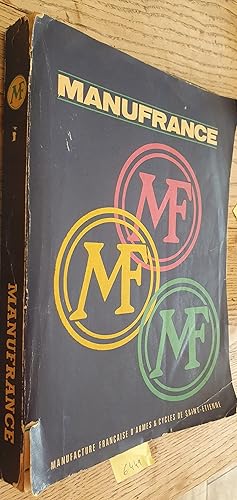 MANUFRANCE
MF
MF
MF
MANUFACTURE FRANÇAISE D'ARMES & CYCLES DE SAINT-ETIENNE
MF
MANUFRANCE